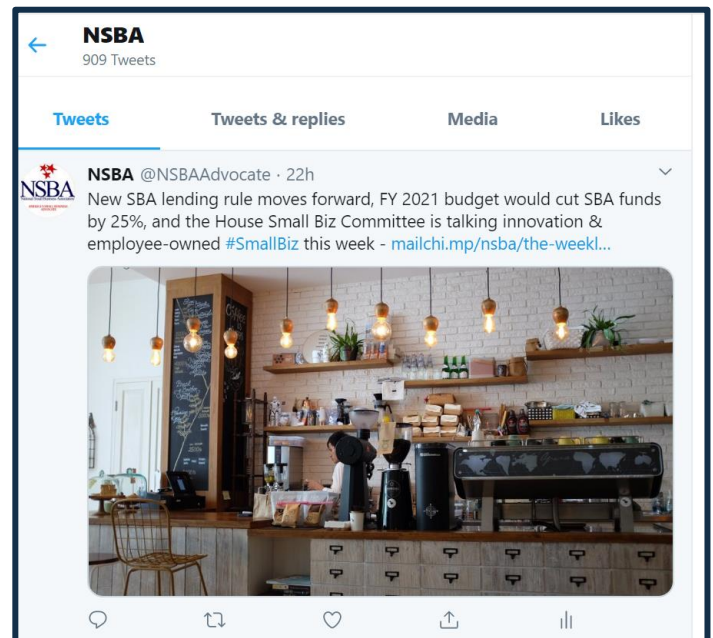 NSBA
909 Tweets
Tweets
Tweets & replies
Media
Likes
NSBA
NSBA @NSBAAdvocate · 22h
New SBA lending rule moves forward, FY 2021 budget would cut SBA funds
by 25%, and the House Small Biz Committee is talking innovation &
employee-owned #SmallBiz this week - mailchi.mp/nsba/the-weekl...